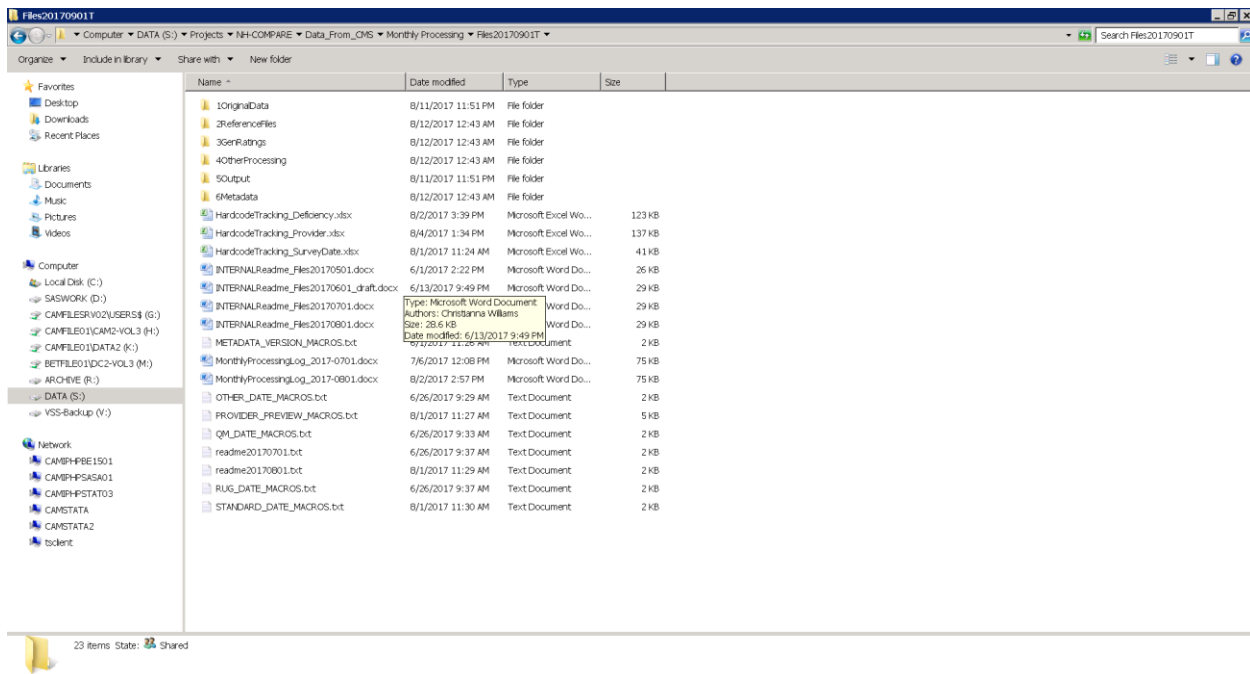 Files20170901T
▾ Computer ▾ DATA (S:) ▾ Projects ▾ NH-COMPARE ▾ Data_From_CMS ▾ Monthly Processing ▾ Files20170901T ▾
Search Files20170901T
Organize ▾ Include in library ▾ Share with ▾ New folder
Favorites
Desktop
Downloads
Recent Places
Libraries
Documents
Music
Pictures
Videos
Computer
Local Disk (C:)
SASWORK (D:)
CAMFILESRV02\USERS$ (G:)
CAMFILE01\CAM2-VOL3 (H:)
CAMFILE01\DATA2 (K:)
BETFILE01\DC2-VOL3 (M:)
ARCHIVE (R:)
DATA (S:)
VSS-Backup (V:)
Network
CAMIPHPBE1501
CAMIPHPSASA01
CAMIPHPSTAT03
CAMSTATA
CAMSTATA2
tsclient
Name Date modified Type Size
1OriginalData 8/11/2017 11:51 PM File folder
2ReferenceFiles 8/12/2017 12:43 AM File folder
3GenRatings 8/12/2017 12:43 AM File folder
4OtherProcessing 8/12/2017 12:43 AM File folder
5Output 8/11/2017 11:51 PM File folder
6Metadata 8/12/2017 12:43 AM File folder
HardcodeTracking_Deficiency.xlsx 8/2/2017 3:39 PM Microsoft Excel Wo... 123 KB
HardcodeTracking_Provider.xlsx 8/4/2017 1:34 PM Microsoft Excel Wo... 137 KB
HardcodeTracking_SurveyDate.xlsx 8/1/2017 11:24 AM Microsoft Excel Wo... 41 KB
INTERNALReadme_Files20170501.docx 6/1/2017 2:22 PM Microsoft Word Do... 26 KB
INTERNALReadme_Files20170601_draft.docx 6/13/2017 9:49 PM Microsoft Word Do... 29 KB
INTERNALReadme_Files20170701.docx Word Do... 29 KB
INTERNALReadme_Files20170801.docx Word Do... 29 KB
Type: Microsoft Word Document
Authors: Christianna Williams
Size: 28.6 KB
Date modified: 6/13/2017 9:49 PM
METADATA_VERSION_MACROS.txt 6/1/2017 11:26 AM Text Document 2 KB
MonthlyProcessingLog_2017-0701.docx 7/6/2017 12:08 PM Microsoft Word Do... 75 KB
MonthlyProcessingLog_2017-0801.docx 8/2/2017 2:57 PM Microsoft Word Do... 75 KB
OTHER_DATE_MACROS.txt 6/26/2017 9:29 AM Text Document 2 KB
PROVIDER_PREVIEW_MACROS.txt 8/1/2017 11:27 AM Text Document 5 KB
QM_DATE_MACROS.txt 6/26/2017 9:33 AM Text Document 2 KB
readme20170701.txt 6/26/2017 9:37 AM Text Document 2 KB
readme20170801.txt 8/1/2017 11:29 AM Text Document 2 KB
RUG_DATE_MACROS.txt 6/26/2017 9:37 AM Text Document 2 KB
STANDARD_DATE_MACROS.txt 8/1/2017 11:30 AM Text Document 2 KB
23 items State: Shared